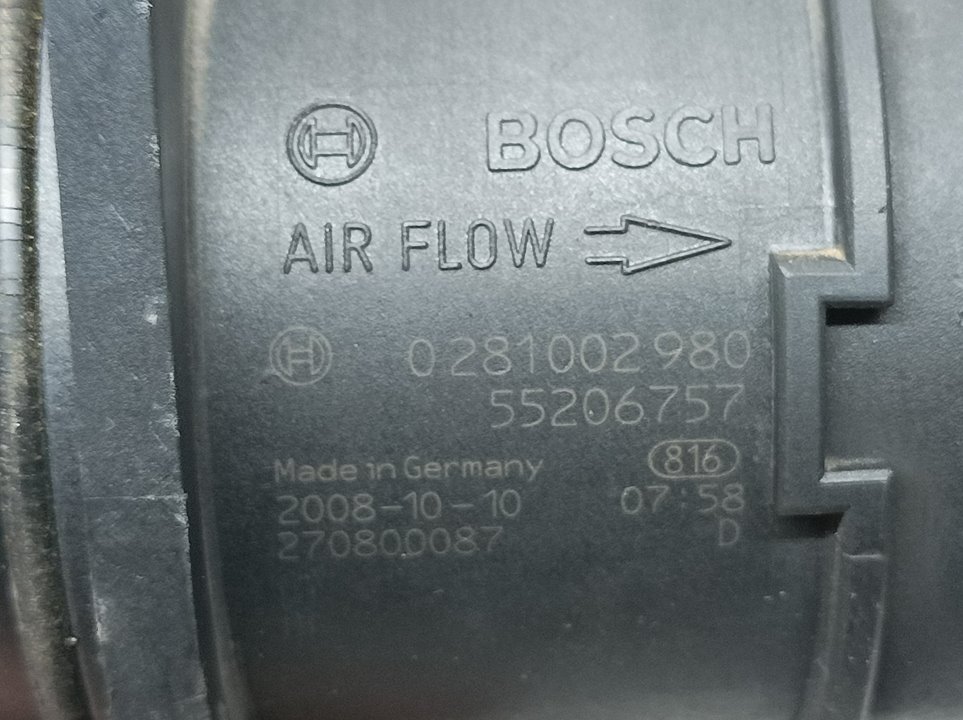 BOSCH
AIR FLOW
0281002980
55206757
Made in Germany 816
2008-10-10 07:58
270800087 D